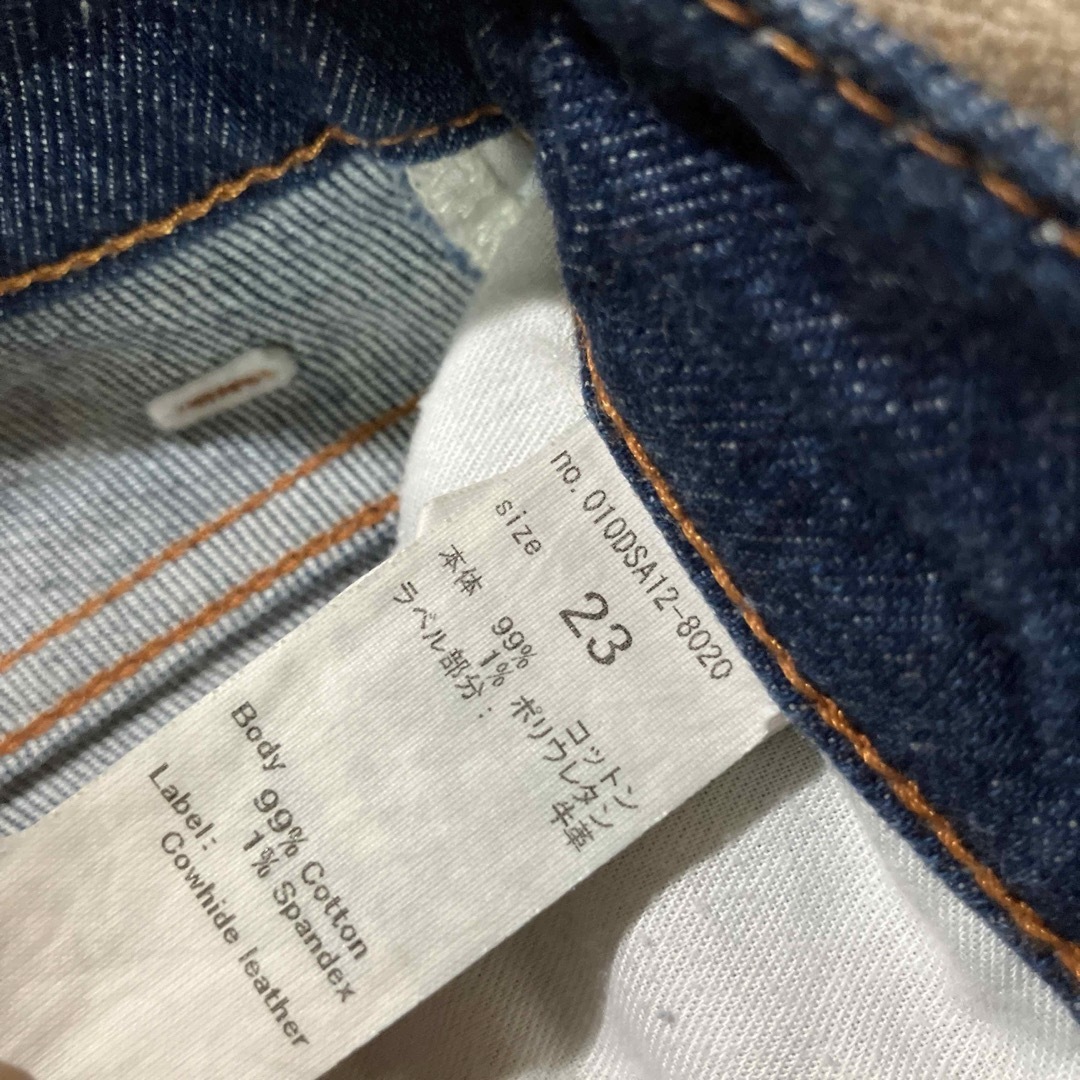 no.010DSA12-8020
size 23
本体 99% コットン
1% ポリウレタン
ラベル部分: 牛革
Body 99% Cotton
1% Spandex
Label:
Cowhide leather